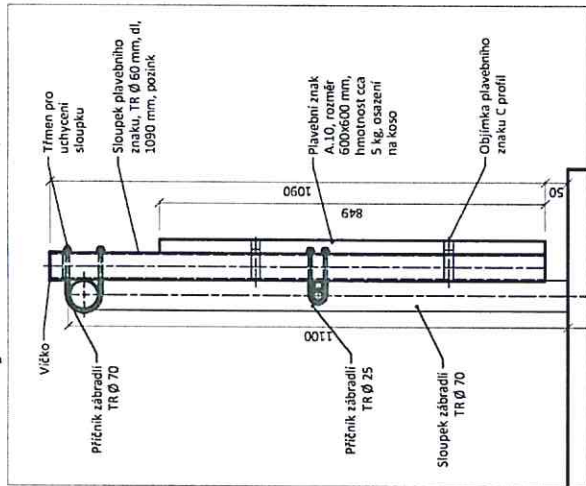 Víčko
Třmen pro
uchycení
sloupku
Příčník zábradlí
TR Ø 70
Sloupek plavebního
znaku, TR Ø 60 mm, dl,
1090 mm, pozink
Příčník zábradlí
TR Ø 25
Plavební znak
A.10, rozměr
600x600 mm,
hmotnost cca
5 kg, osazení
na koso
Sloupek zábradlí
TR Ø 70
Objímka plavebního
znaku C profil
1100
849
1090
50